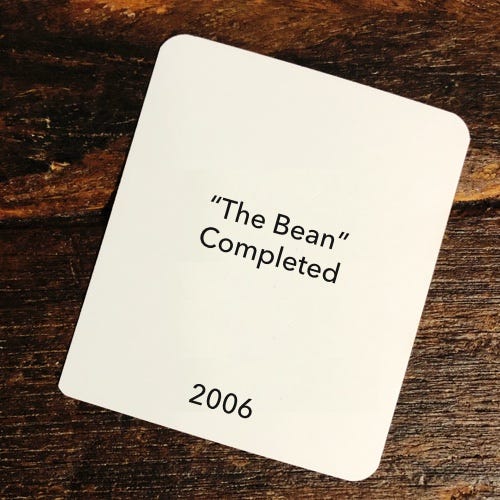 “The Bean”
Completed
2006